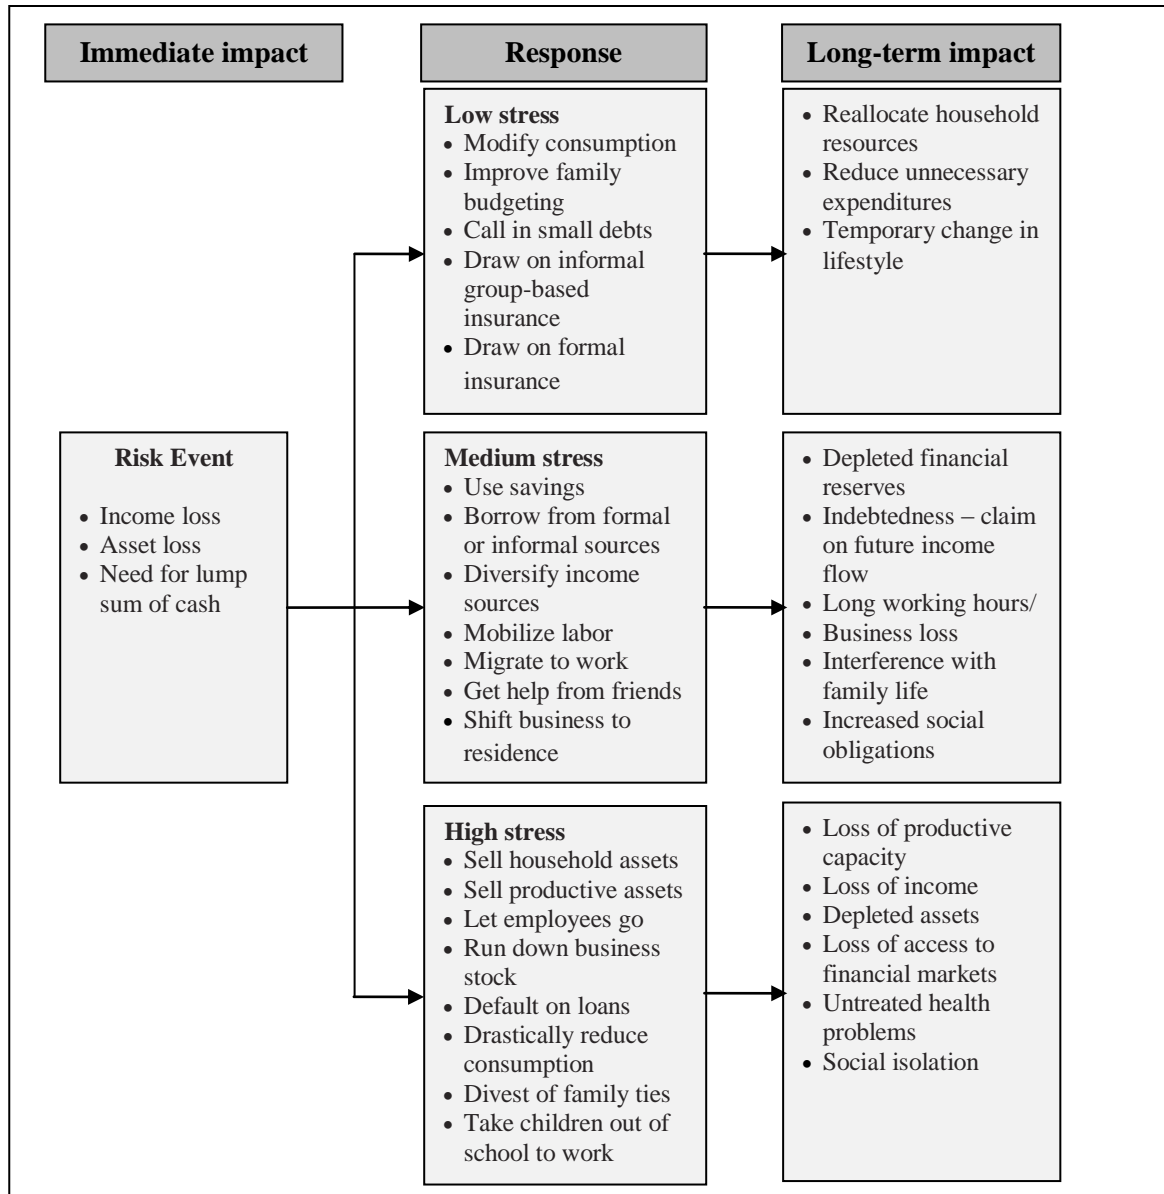 Immediate impact
Response
Long-term impact
Low stress
• Modify consumption
• Improve family
budgeting
• Call in small debts
• Draw on informal
group-based
insurance
• Draw on formal
insurance
• Reallocate household
resources
• Reduce unnecessary
expenditures
• Temporary change in
lifestyle
Risk Event
• Income loss
• Asset loss
• Need for lump
sum of cash
Medium stress
• Use savings
• Borrow from formal
or informal sources
• Diversify income
sources
• Mobilize labor
• Migrate to work
• Get help from friends
• Shift business to
residence
• Depleted financial
reserves
• Indebtedness – claim
on future income
flow
• Long working hours/
• Business loss
• Interference with
family life
• Increased social
obligations
High stress
• Sell household assets
• Sell productive assets
• Let employees go
• Run down business
stock
• Default on loans
• Drastically reduce
consumption
• Divest of family ties
• Take children out of
school to work
• Loss of productive
capacity
• Loss of income
• Depleted assets
• Loss of access to
financial markets
• Untreated health
problems
• Social isolation